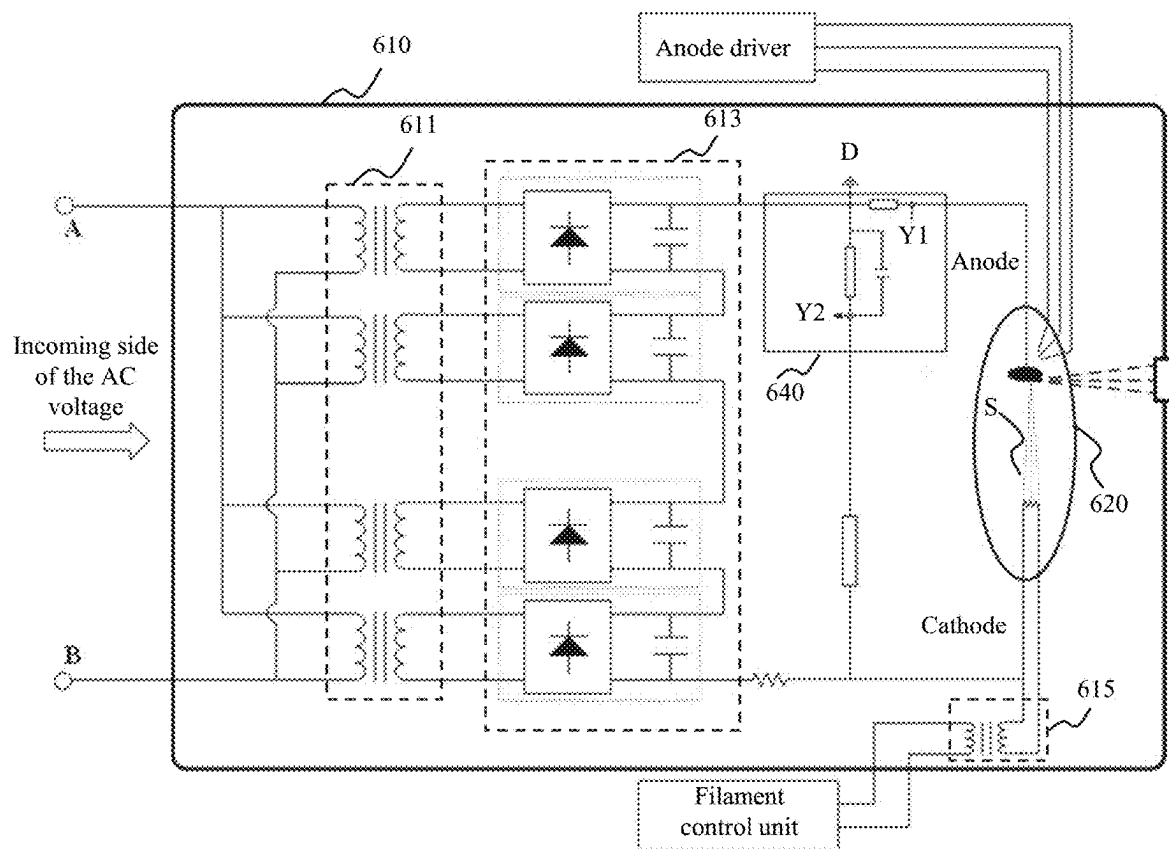 610
Anode driver
611
613
D
A
Y1
Anode
Y2
Incoming side
of the AC
voltage
640
S
620
Cathode
B
615
Filament
control unit